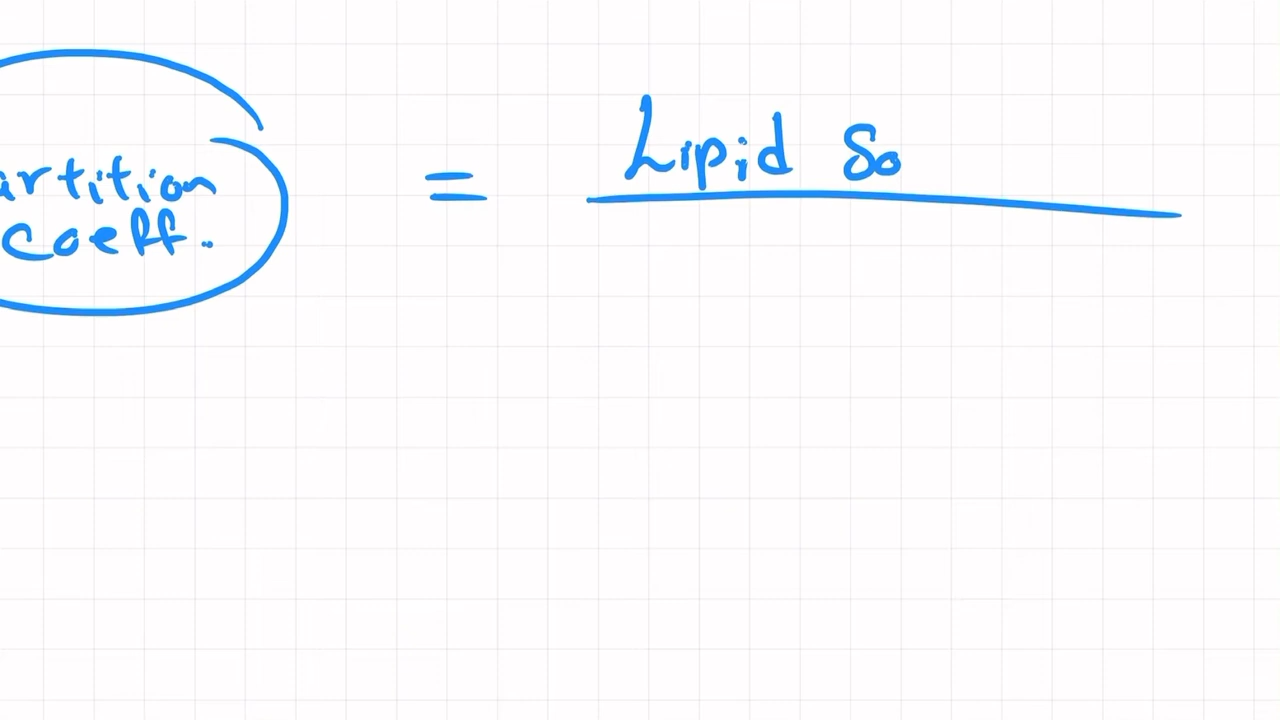 artition
coeff.
=
Lipid So